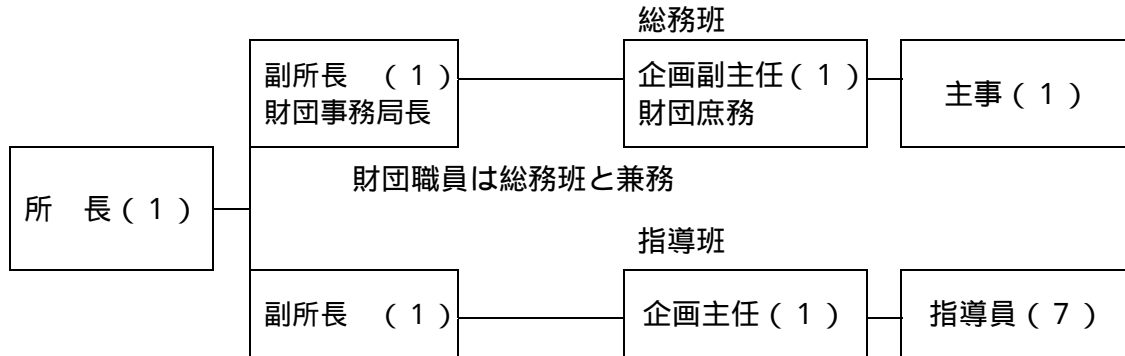 総務班
副所長　（１）
財団事務局長
企画副主任（１）
財団庶務
主事（１）
財団職員は総務班と兼務
所　長（１）
指導班
副所長　（１）
企画主任（１）
指導員（７）